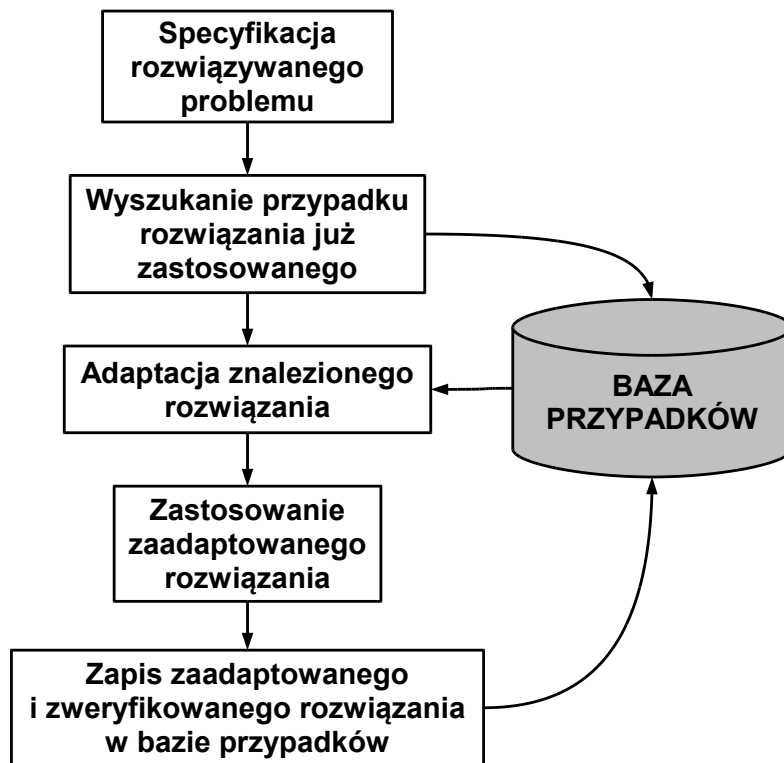 Specyfikacja
rozwiązywanego
problemu
Wyszukanie przypadku
rozwiązania już
zastosowanego
Adaptacja znalezionego
rozwiązania
BAZA
PRZYPADKÓW
Zastosowanie
zaadaptowanego
rozwiązania
Zapis zaadaptowanego
i zweryfikowanego rozwiązania
w bazie przypadków